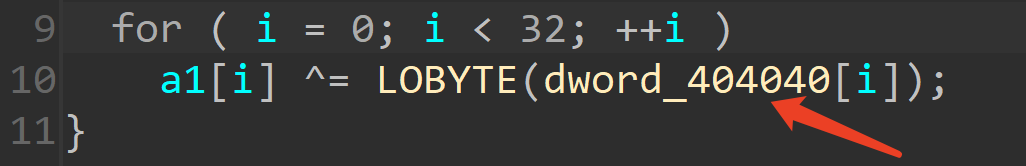 9 for ( i = 0; i < 32; ++i )
10 a1[i] ^= LOBYTE(dword_404040[i]);
11 }